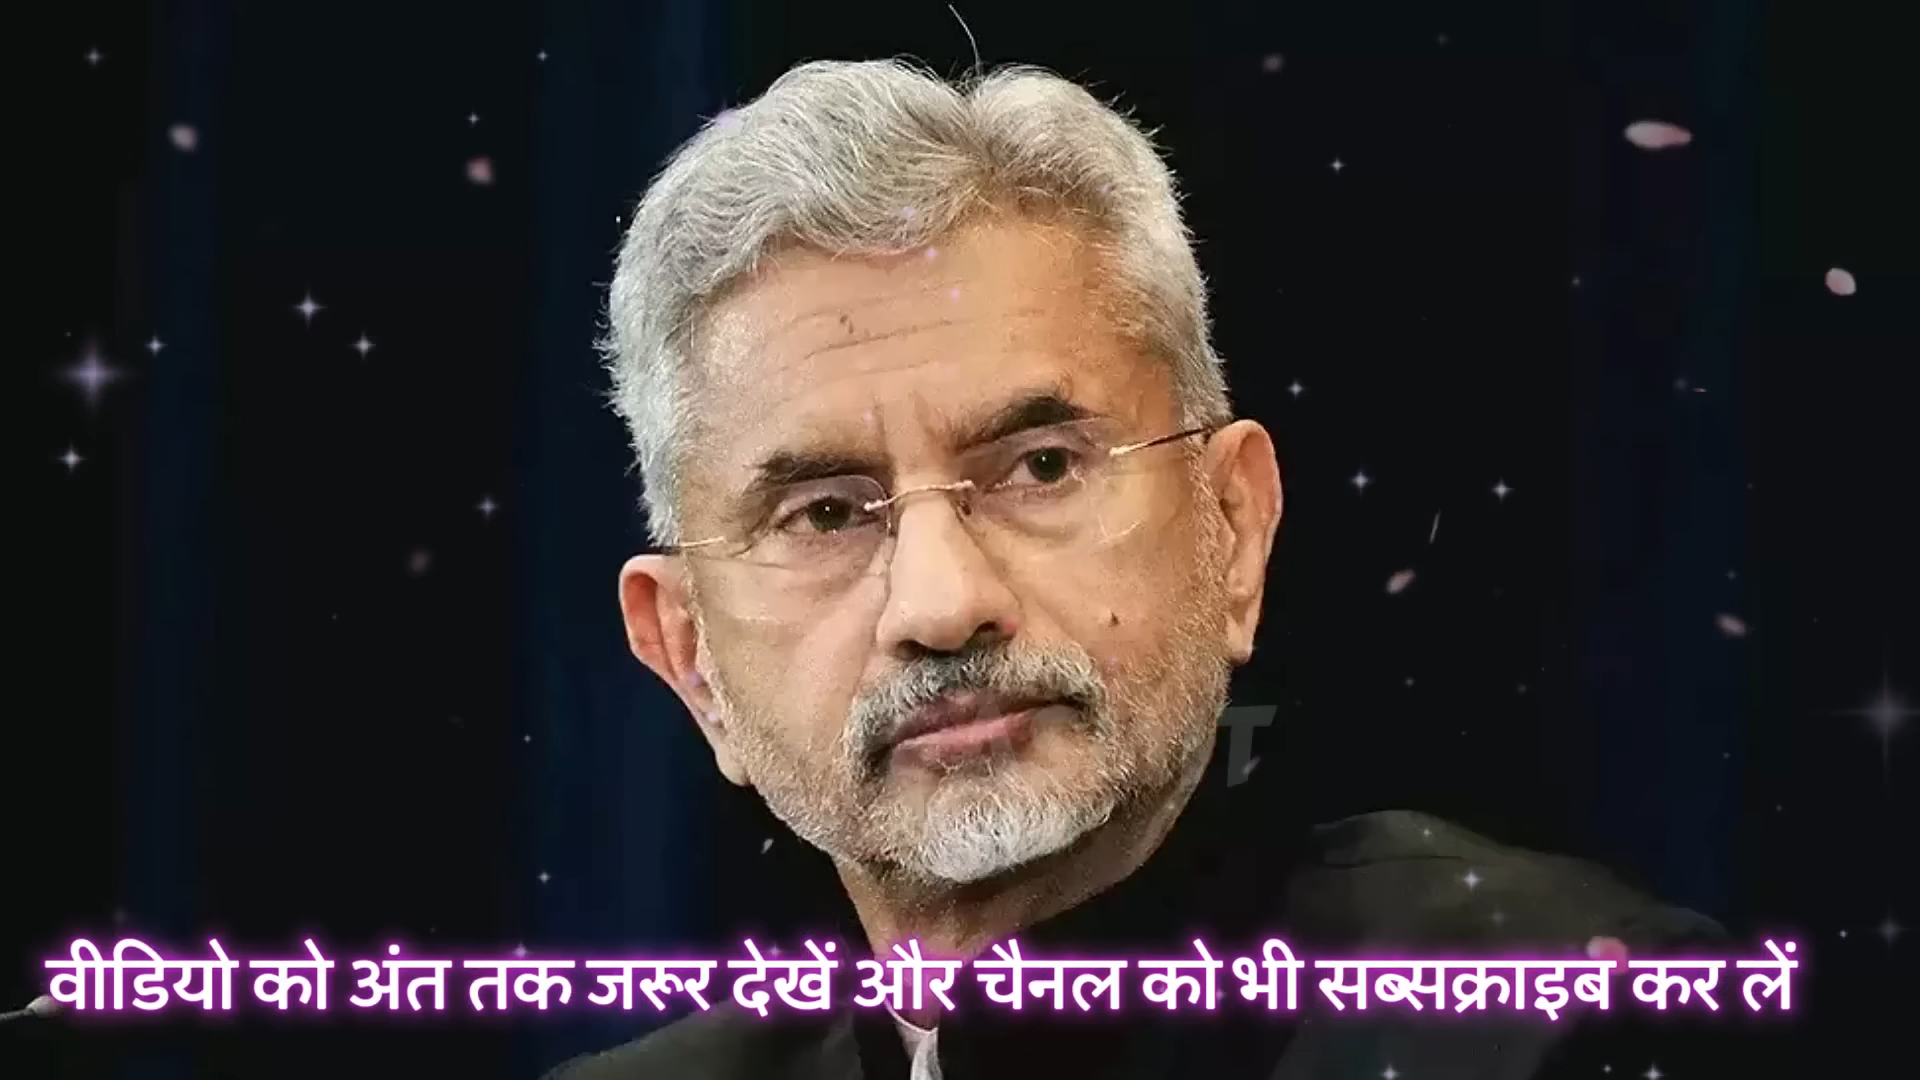 वीडियो को अंत तक जरूर देखें और चैनल को भी सब्सक्राइब कर लें